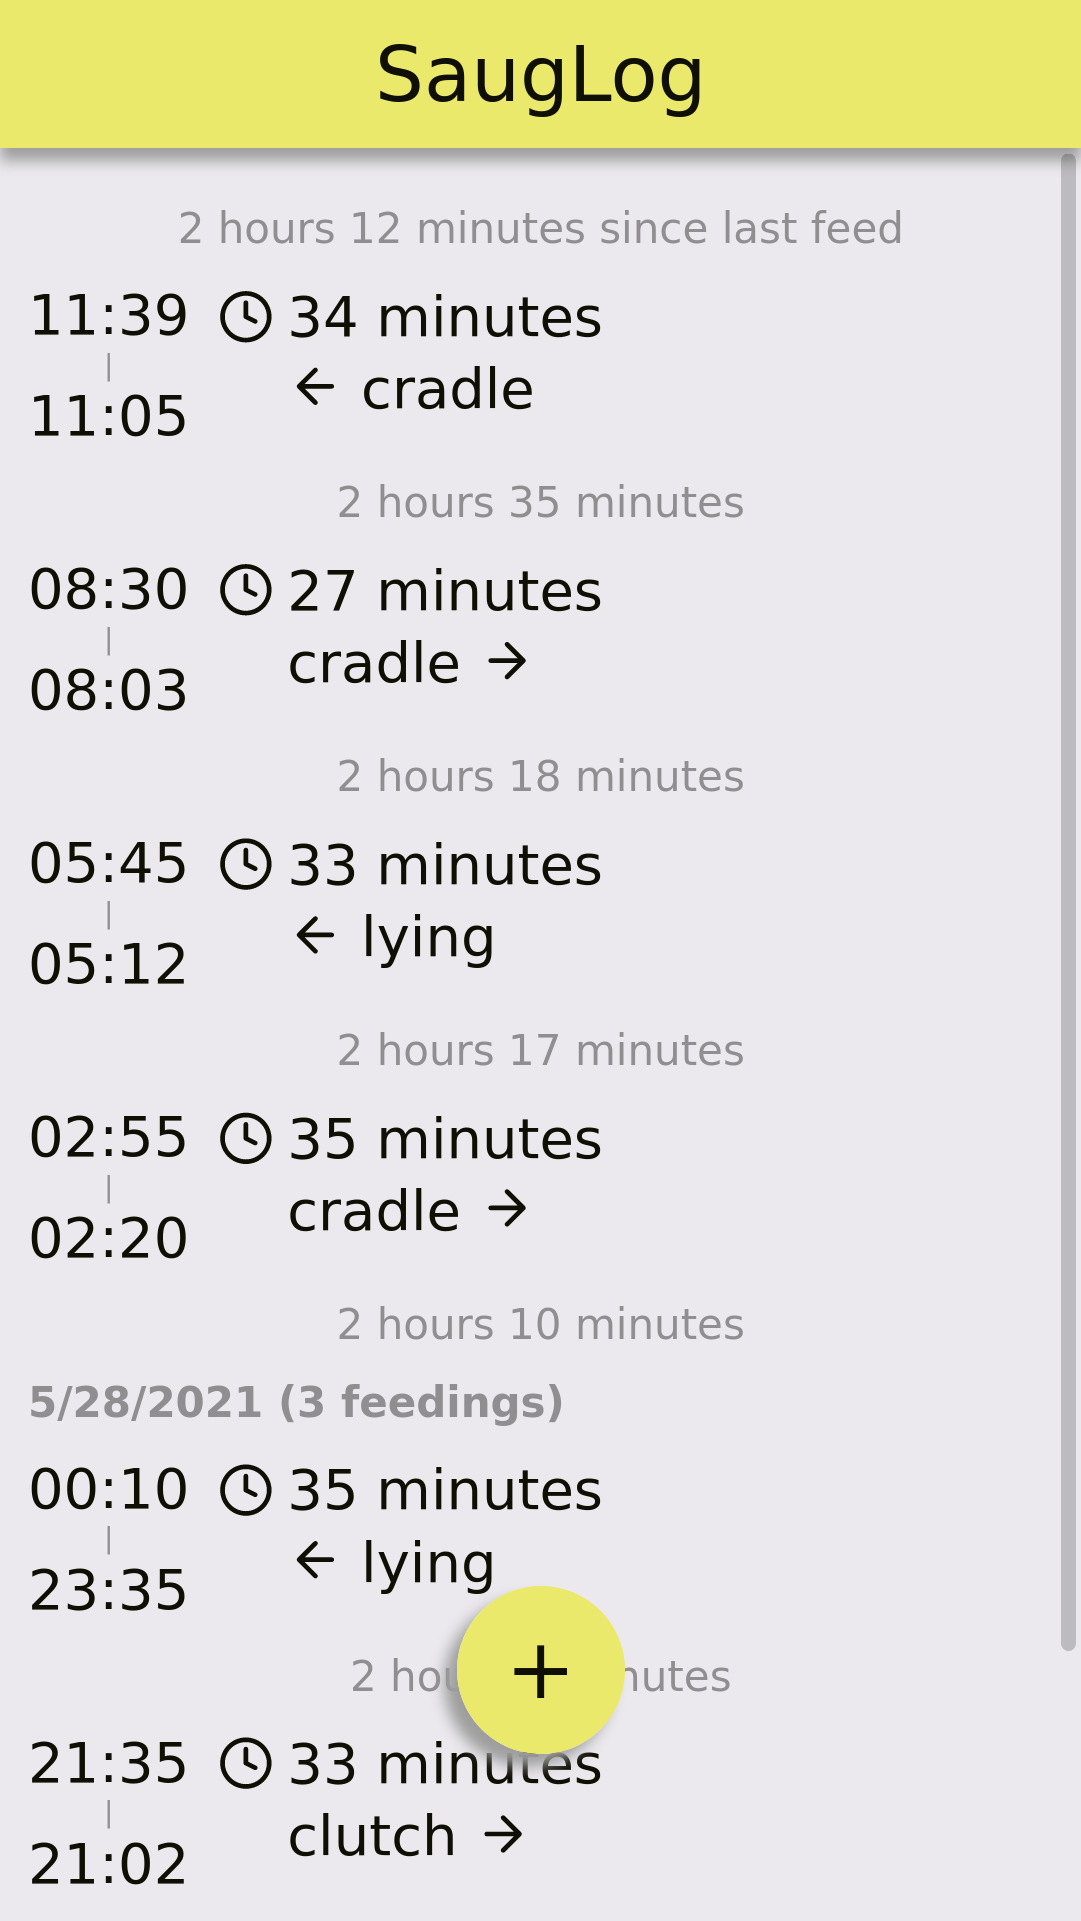 SaugLog
2 hours 12 minutes since last feed
11:39 34 minutes
← cradle
11:05
2 hours 35 minutes
08:30 27 minutes
cradle →
08:03
2 hours 18 minutes
05:45 33 minutes
← lying
05:12
2 hours 17 minutes
02:55 35 minutes
cradle →
02:20
2 hours 10 minutes
5/28/2021 (3 feedings)
00:10 35 minutes
← lying
23:35
2
+
21:35 33 minutes
clutch →
21:02